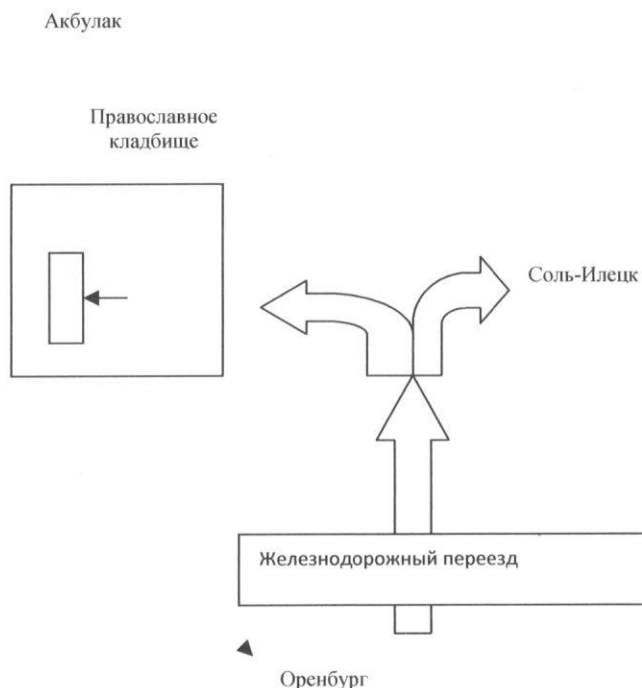 Акбулак
Православное
кладбище
Соль-Илецк
Железнодорожный переезд
Оренбург